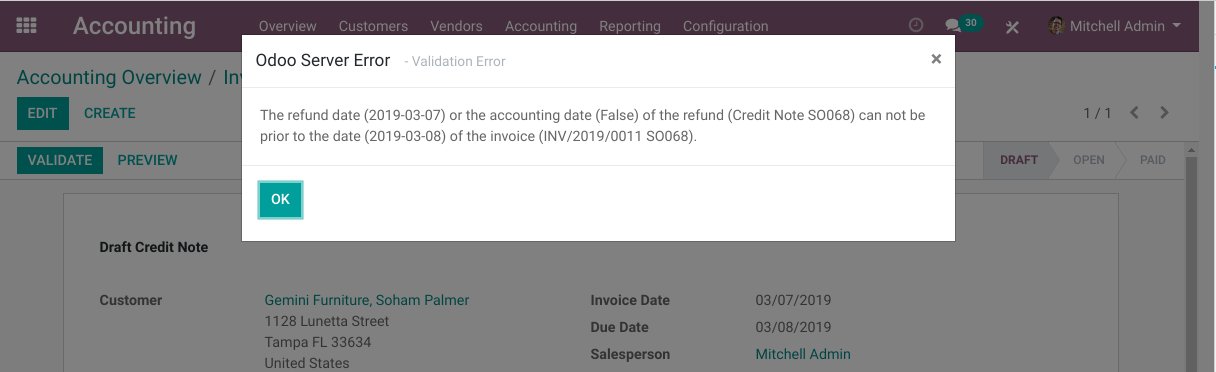 Accounting Overview Customers Vendors Accounting Reporting Configuration 30 Mitchell Admin
Odoo Server Error - Validation Error ×
Accounting Overview / Inv
The refund date (2019-03-07) or the accounting date (False) of the refund (Credit Note SO068) can not be
prior to the date (2019-03-08) of the invoice (INV/2019/0011 SO068).
EDIT CREATE 1 / 1
VALIDATE PREVIEW DRAFT OPEN PAID
OK
Draft Credit Note
Customer Gemini Furniture, Soham Palmer Invoice Date 03/07/2019
1128 Lunetta Street Due Date 03/08/2019
Tampa FL 33634
United States Salesperson Mitchell Admin